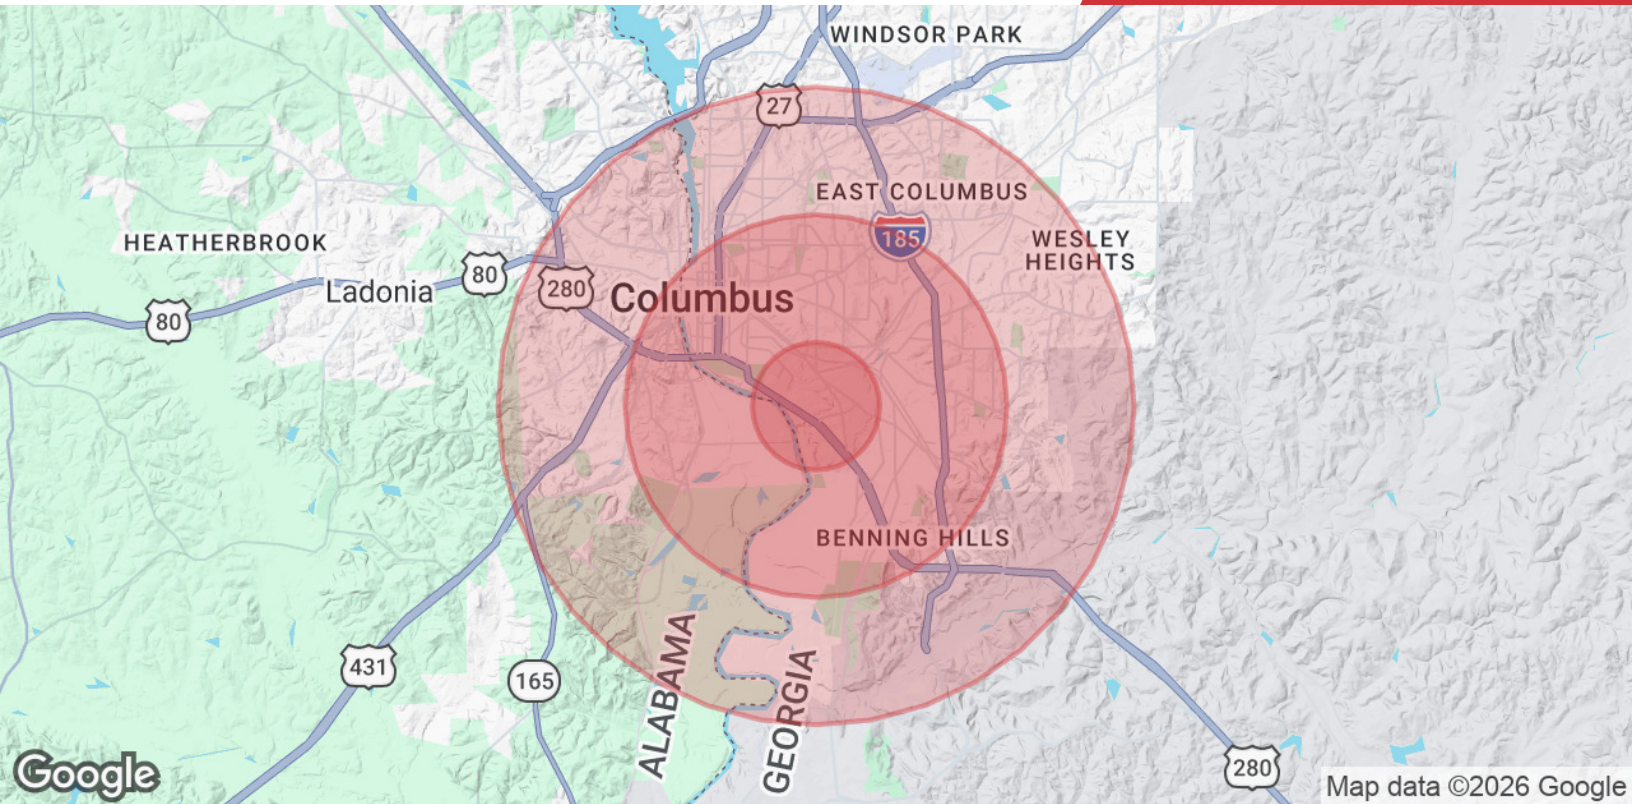 WINDSOR PARK
27
EAST COLUMBUS
185
HEATHERBROOK
WESLEY
HEIGHTS
80
280
Ladonia
Columbus
80
BENNING HILLS
431
165
ALABAMA
GEORGIA
280
Google
Map data ©2026 Google